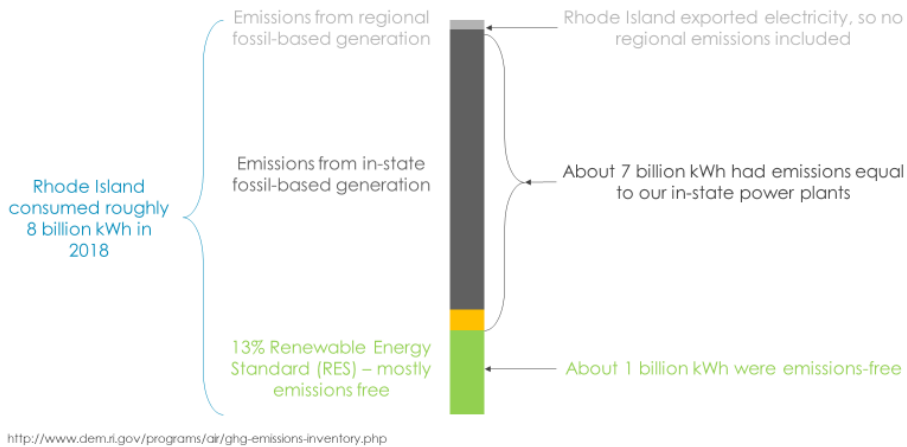 Emissions from regional
fossil-based generation
Rhode Island exported electricity, so no
regional emissions included
Emissions from in-state
fossil-based generation
About 7 billion kWh had emissions equal
to our in-state power plants
Rhode Island
consumed roughly
8 billion kWh in
2018
13% Renewable Energy
Standard (RES) – mostly
emissions free
About 1 billion kWh were emissions-free
http://www.dem.ri.gov/programs/air/ghg-emissions-inventory.php